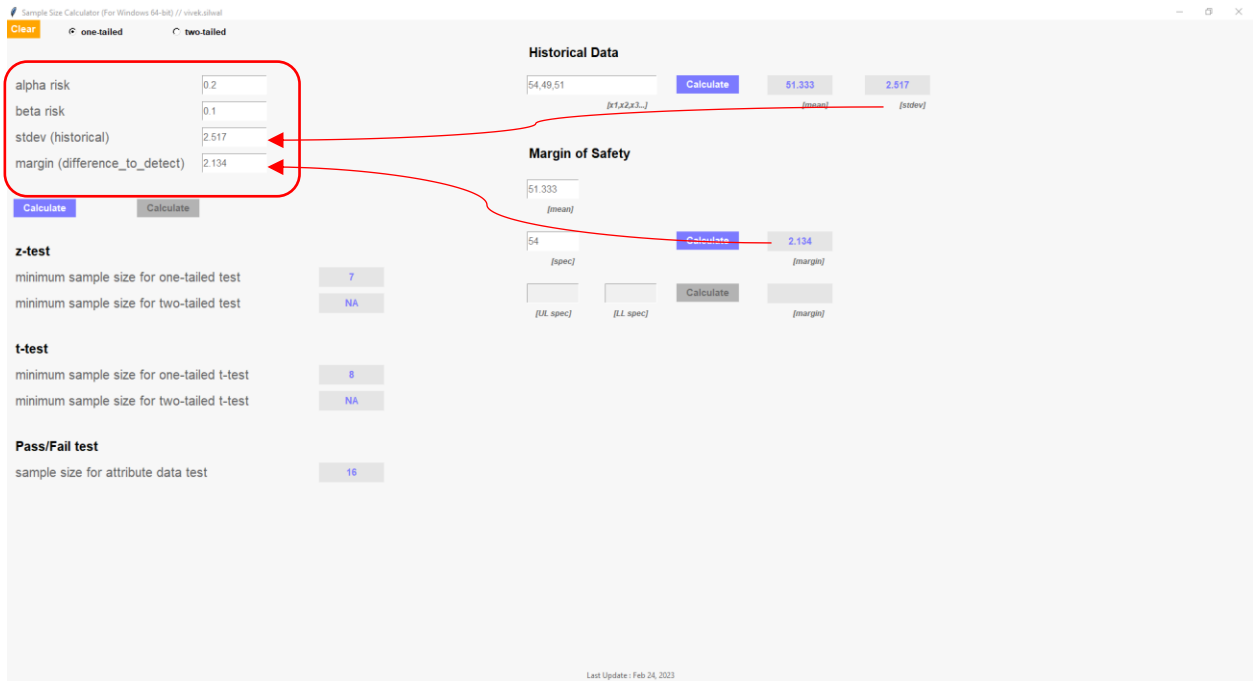 Sample Size Calculator (For Windows 64-bit) // vivek.silwal
Clear one-tailed two-tailed
alpha risk 0.2
beta risk 0.1
stdev (historical) 2.517
margin (difference_to_detect) 2.134
Calculate Calculate
z-test
minimum sample size for one-tailed test 7
minimum sample size for two-tailed test NA
t-test
minimum sample size for one-tailed t-test 8
minimum sample size for two-tailed t-test NA
Pass/Fail test
sample size for attribute data test 16
Historical Data
54,49,51 Calculate 51.333 2.517
[x1,x2,x3...] [mean] [stdev]
Margin of Safety
51.333
[mean]
54 Calculate 2.134
[spec] [margin]
Calculate
[UL spec] [LL spec] [margin]
Last Update : Feb 24, 2023